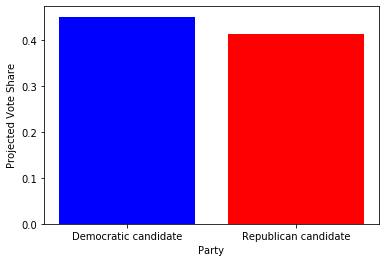 Projected Vote Share
0.4
0.3
0.2
0.1
0.0
Democratic candidate
Republican candidate
Party